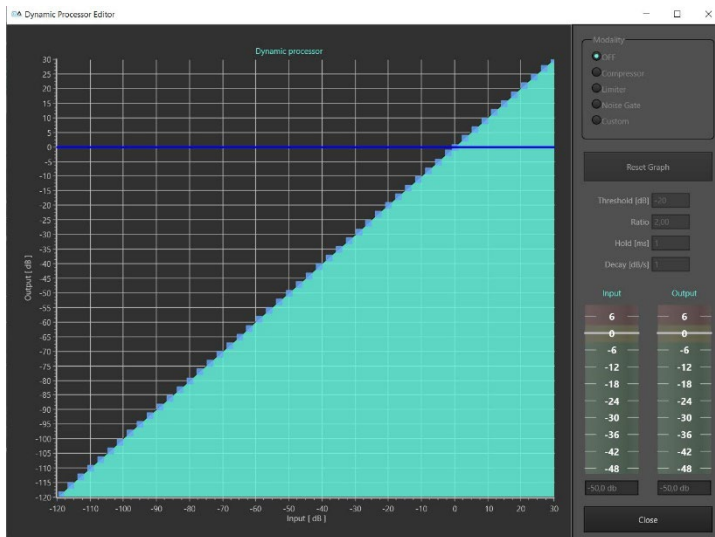 Dynamic Processor Editor
Dynamic processor
30
25
20
15
10
5
0
-5
-10
-15
-20
-25
-30
-35
-40
-45
-50
-55
-60
-65
-70
-75
-80
-85
-90
-95
-100
-105
-110
-115
-120
Output [ dB ]
-120 -110 -100 -90 -80 -70 -60 -50 -40 -30 -20 -10 0 10 20 30
Input [ dB ]
Modality
OFF
Compressor
Limiter
Noise Gate
Custom
Reset Graph
Threshold [dB] -20
Ratio 2,00
Hold [ms] 1
Decay [dB/s] 1
Input Output
6 6
0 0
-6 -6
-12 -12
-18 -18
-24 -24
-30 -30
-36 -36
-42 -42
-48 -48
-50,0 db -50,0 db
Close